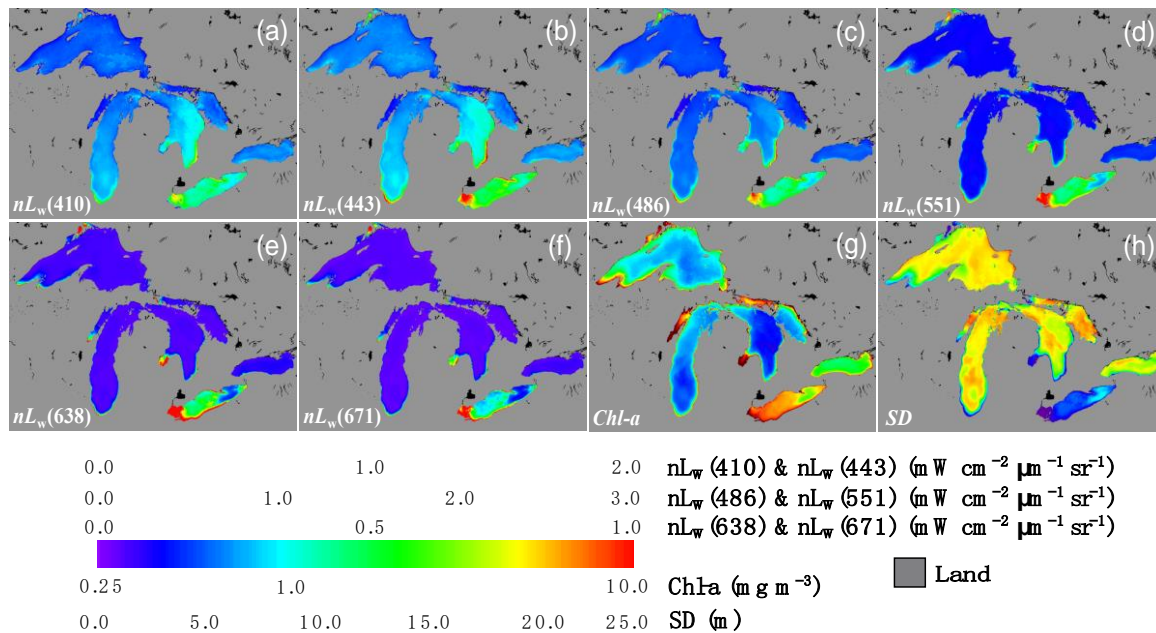 (a) (b) (c) (d)
nLw(410) nLw(443) nLw(486) nLw(551)
(e) (f) (g) (h)
nLw(638) nLw(671) Chl-a SD
0.0 1.0 2.0 nLw (410) & nLw (443) (mW cm⁻² μm⁻¹ sr⁻¹)
0.0 1.0 2.0 3.0 nLw (486) & nLw (551) (mW cm⁻² μm⁻¹ sr⁻¹)
0.0 0.5 1.0 nLw (638) & nLw (671) (mW cm⁻² μm⁻¹ sr⁻¹)
0.25 1.0 10.0 Chl-a (mg m⁻³)
Land
0.0 5.0 10.0 15.0 20.0 25.0 SD (m)